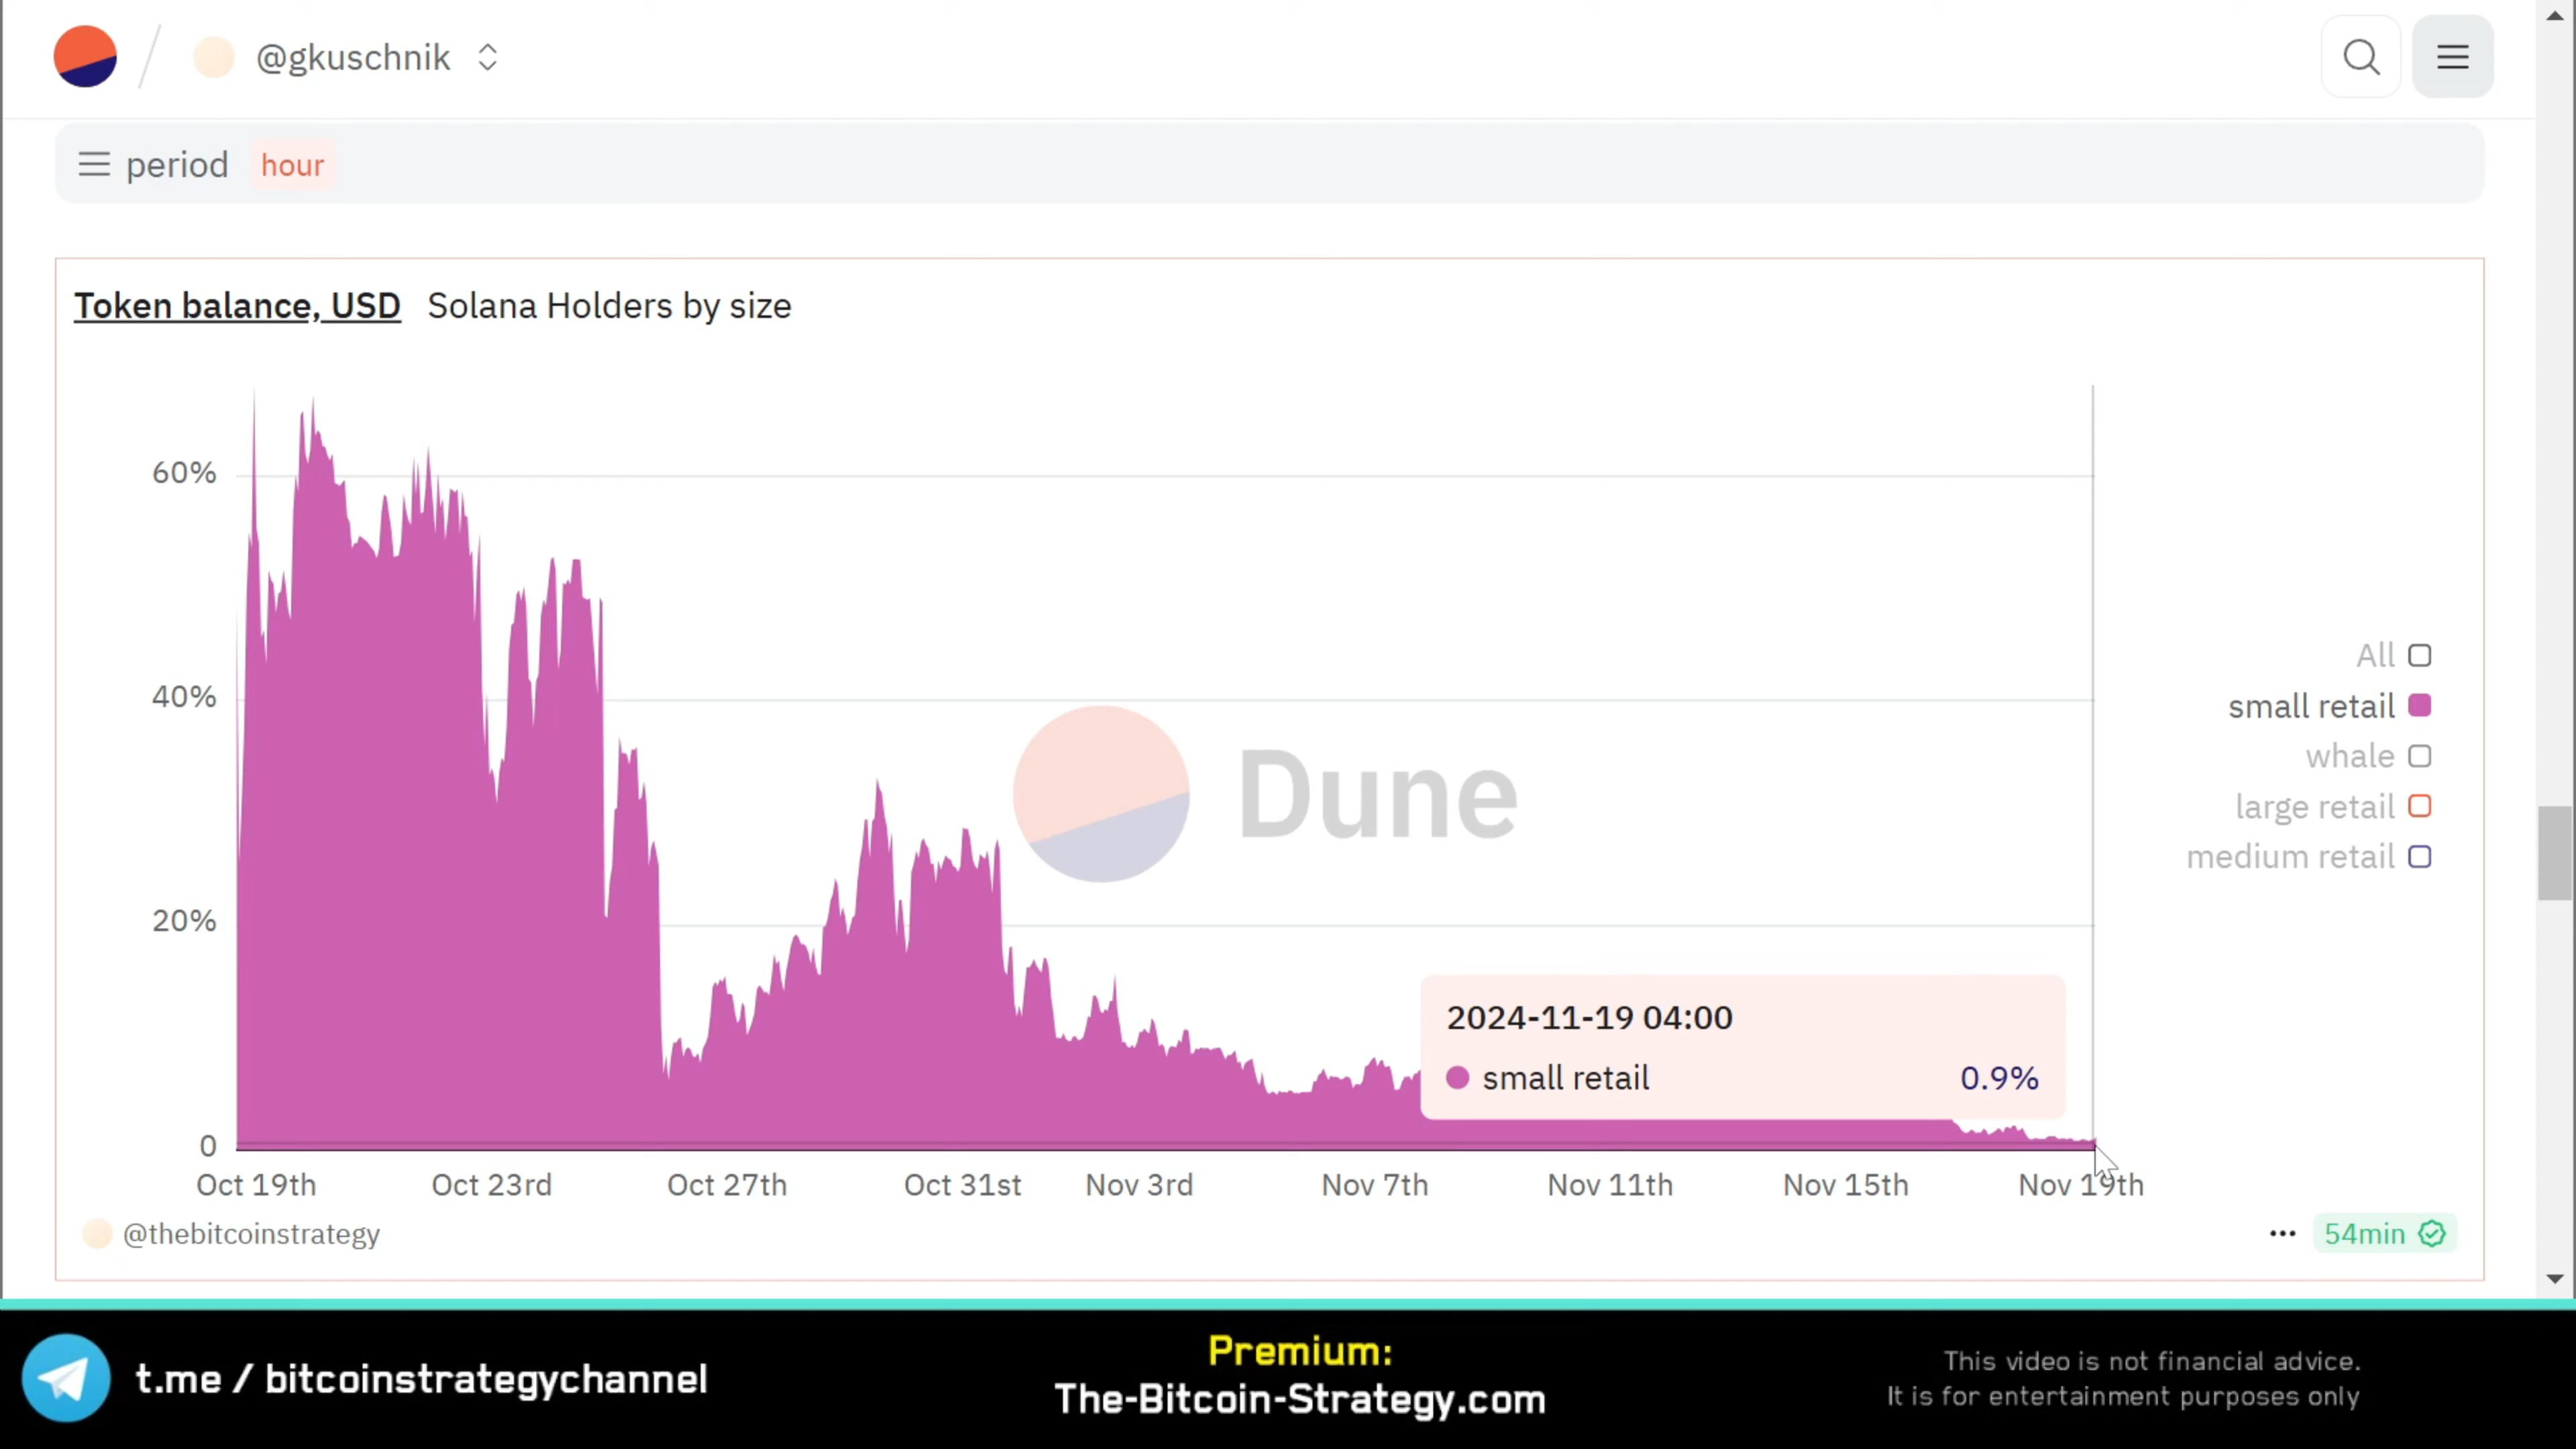 @gkuschnik
period hour
Token balance, USD Solana Holders by size
60%
40%
20%
0
Oct 19th Oct 23rd Oct 27th Oct 31st Nov 3rd Nov 7th Nov 11th Nov 15th Nov 19th
Dune
2024-11-19 04:00
small retail 0.9%
All
small retail
whale
large retail
medium retail
@thebitcoinstrategy
54min
t.me / bitcoinstrategychannel
Premium:
The-Bitcoin-Strategy.com
This video is not financial advice.
It is for entertainment purposes only